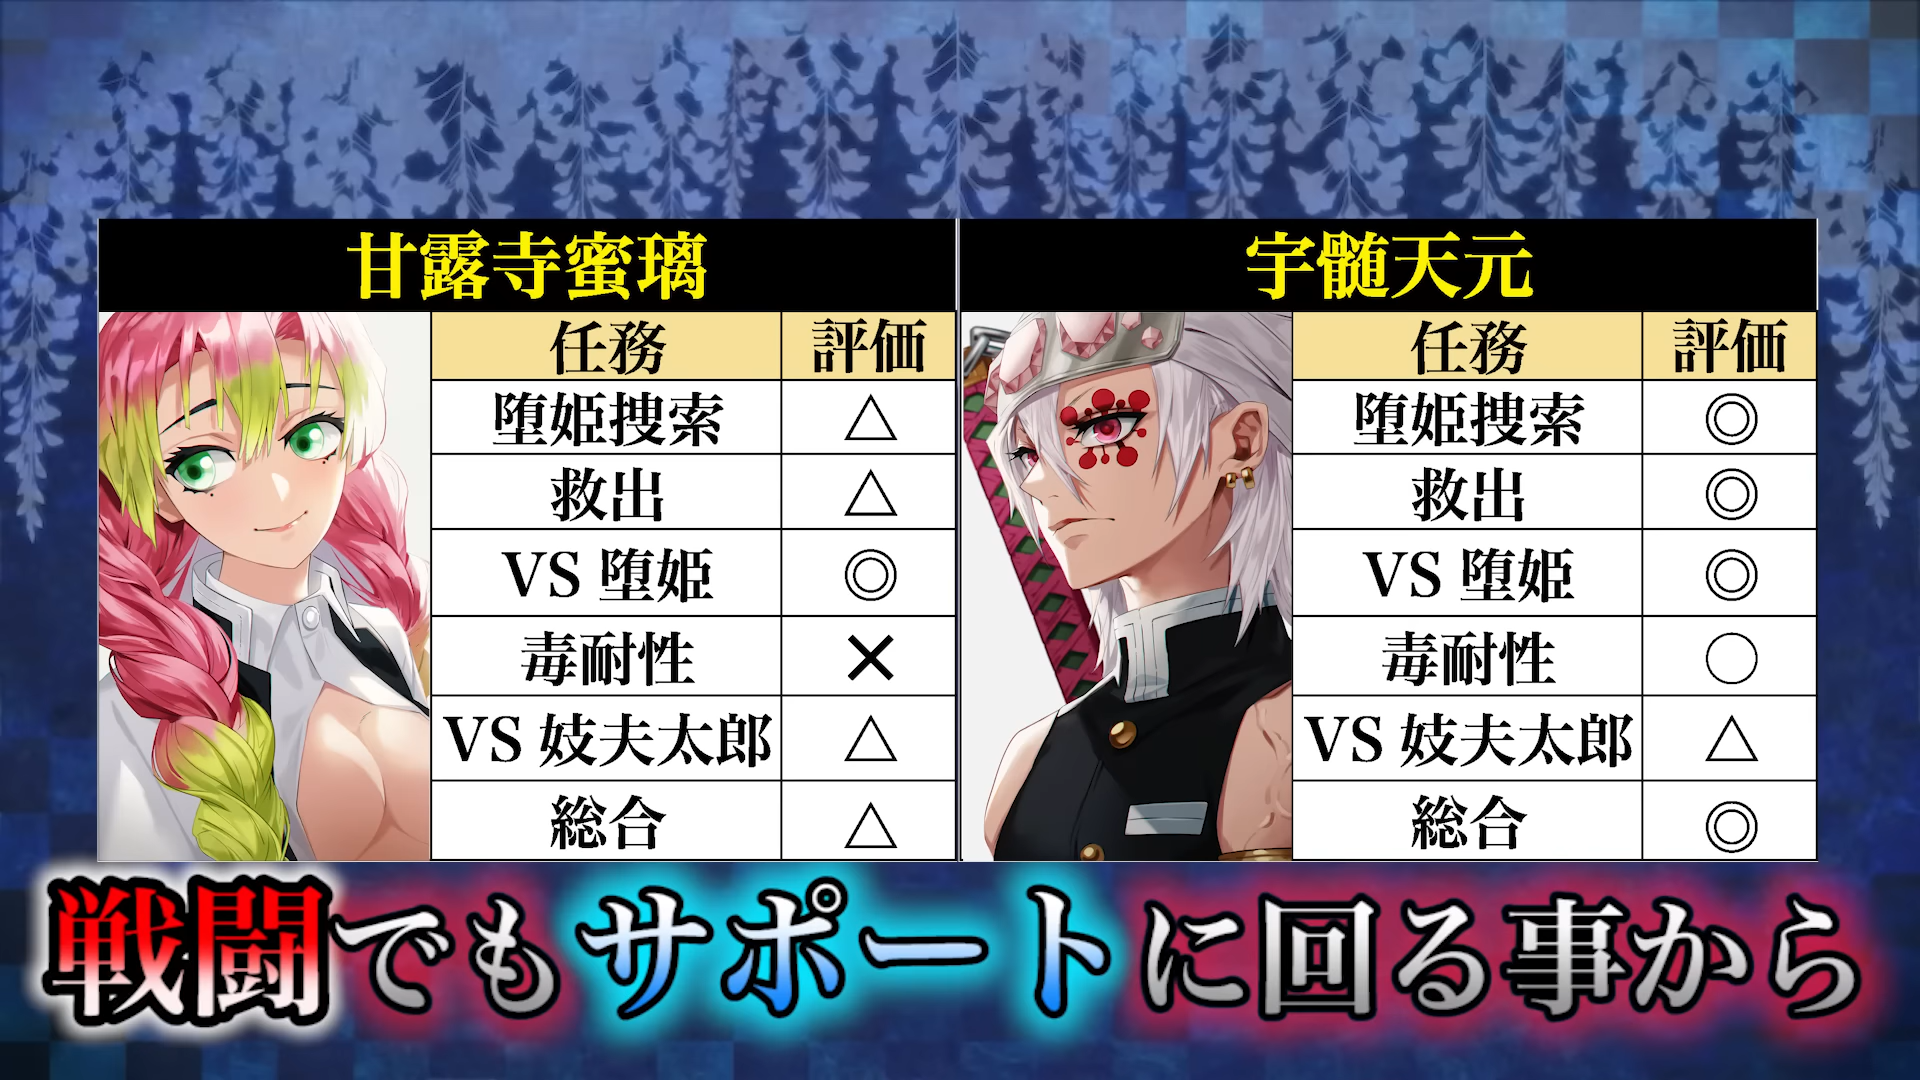 甘露寺蜜璃
任務 評価
堕姫捜索 △
救出 △
VS 堕姫 ◎
毒耐性 ✕
VS 妓夫太郎 △
総合 △
宇髄天元
任務 評価
堕姫捜索 ◎
救出 ◎
VS 堕姫 ◎
毒耐性 ○
VS 妓夫太郎 △
総合 ◎
戦闘でもサポートに回る事から